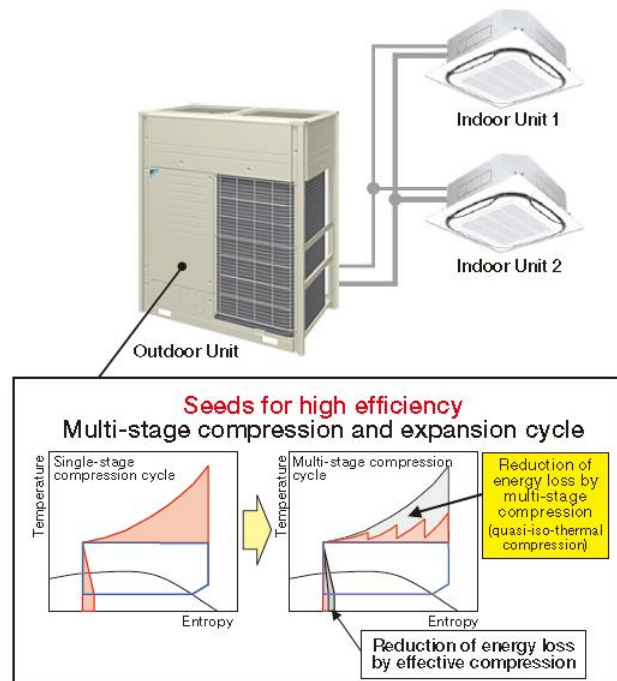 Indoor Unit 1
Indoor Unit 2
Outdoor Unit
Seeds for high efficiency
Multi-stage compression and expansion cycle
Temperature
Single-stage
compression cycle
Entropy
Temperature
Multi-stage compression
cycle
Entropy
Reduction of
energy loss by
multi-stage
compression
(quasi-iso-thermal
compression)
Reduction of energy loss
by effective compression